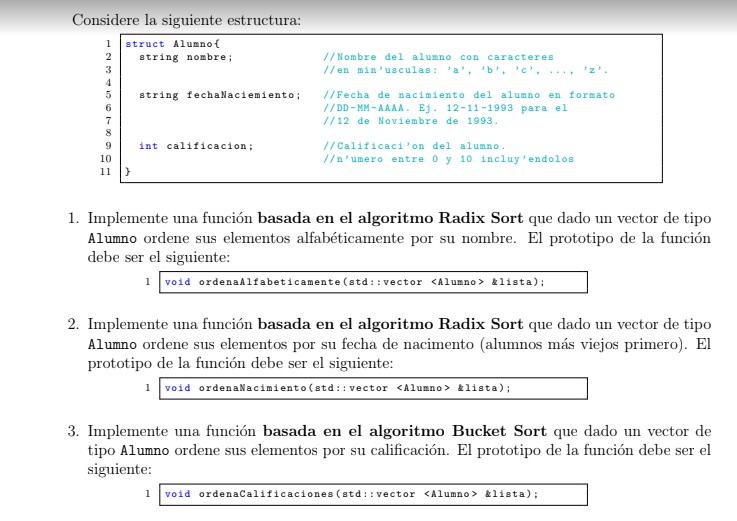 Considere la siguiente estructura:
1 struct Alumno{
2 string nombre; //Nombre del alumno con caracteres
3 //en min'usculas: 'a', 'b', 'c', ..., 'z'.
4
5 string fechaNaciemiento; //Fecha de nacimiento del alumno en formato
6 //DD-MM-AAAA. Ej. 12-11-1993 para el
7 //12 de Noviembre de 1993.
8
9 int calificacion; //Calificaci'on del alumno.
10 //n'umero entre 0 y 10 incluy'endolos
11 }
1. Implemente una función basada en el algoritmo Radix Sort que dado un vector de tipo
Alumno ordene sus elementos alfabéticamente por su nombre. El prototipo de la función
debe ser el siguiente:
1 void ordenaAlfabeticamente(std::vector <Alumno> &lista);
2. Implemente una función basada en el algoritmo Radix Sort que dado un vector de tipo
Alumno ordene sus elementos por su fecha de nacimento (alumnos más viejos primero). El
prototipo de la función debe ser el siguiente:
1 void ordenaNacimiento(std::vector <Alumno> &lista);
3. Implemente una función basada en el algoritmo Bucket Sort que dado un vector de
tipo Alumno ordene sus elementos por su calificación. El prototipo de la función debe ser el
siguiente:
1 void ordenaCalificaciones(std::vector <Alumno> &lista);